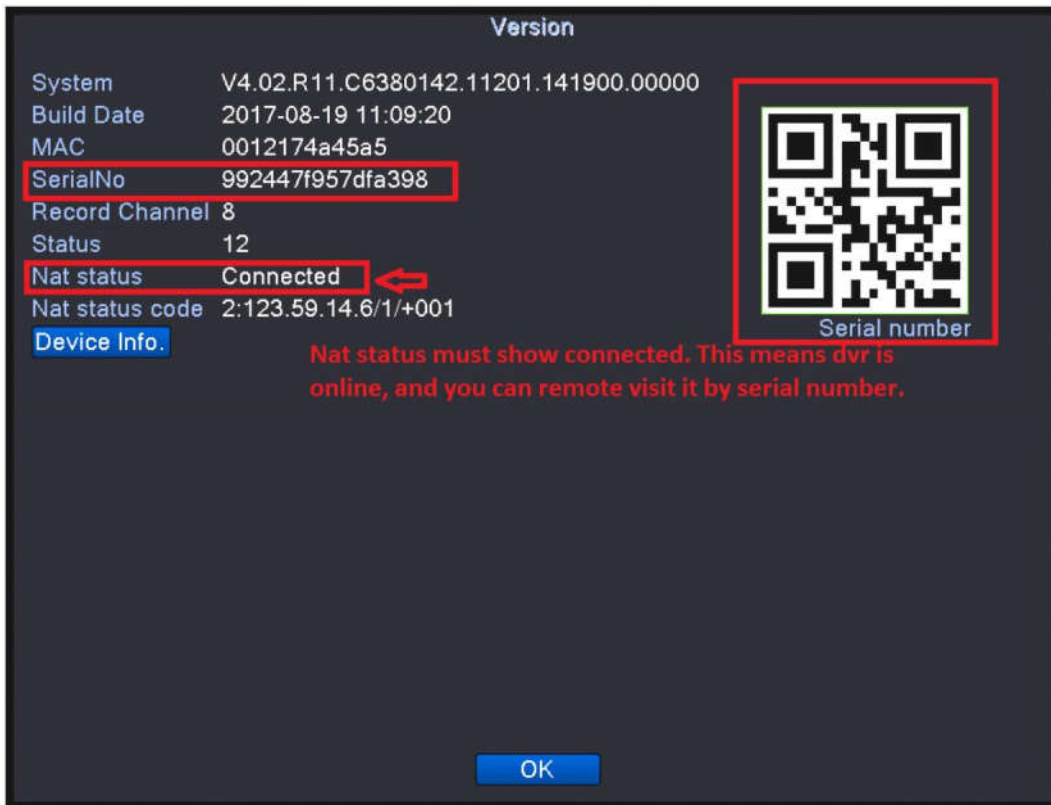 Version
System V4.02.R11.C6380142.11201.141900.00000
Build Date 2017-08-19 11:09:20
MAC 0012174a45a5
SerialNo 992447f957dfa398
Record Channel 8
Status 12
Nat status Connected
Nat status code 2:123.59.14.6/1/+001
Serial number
Device Info.
Nat status must show connected. This means dvr is
online, and you can remote visit it by serial number.
OK